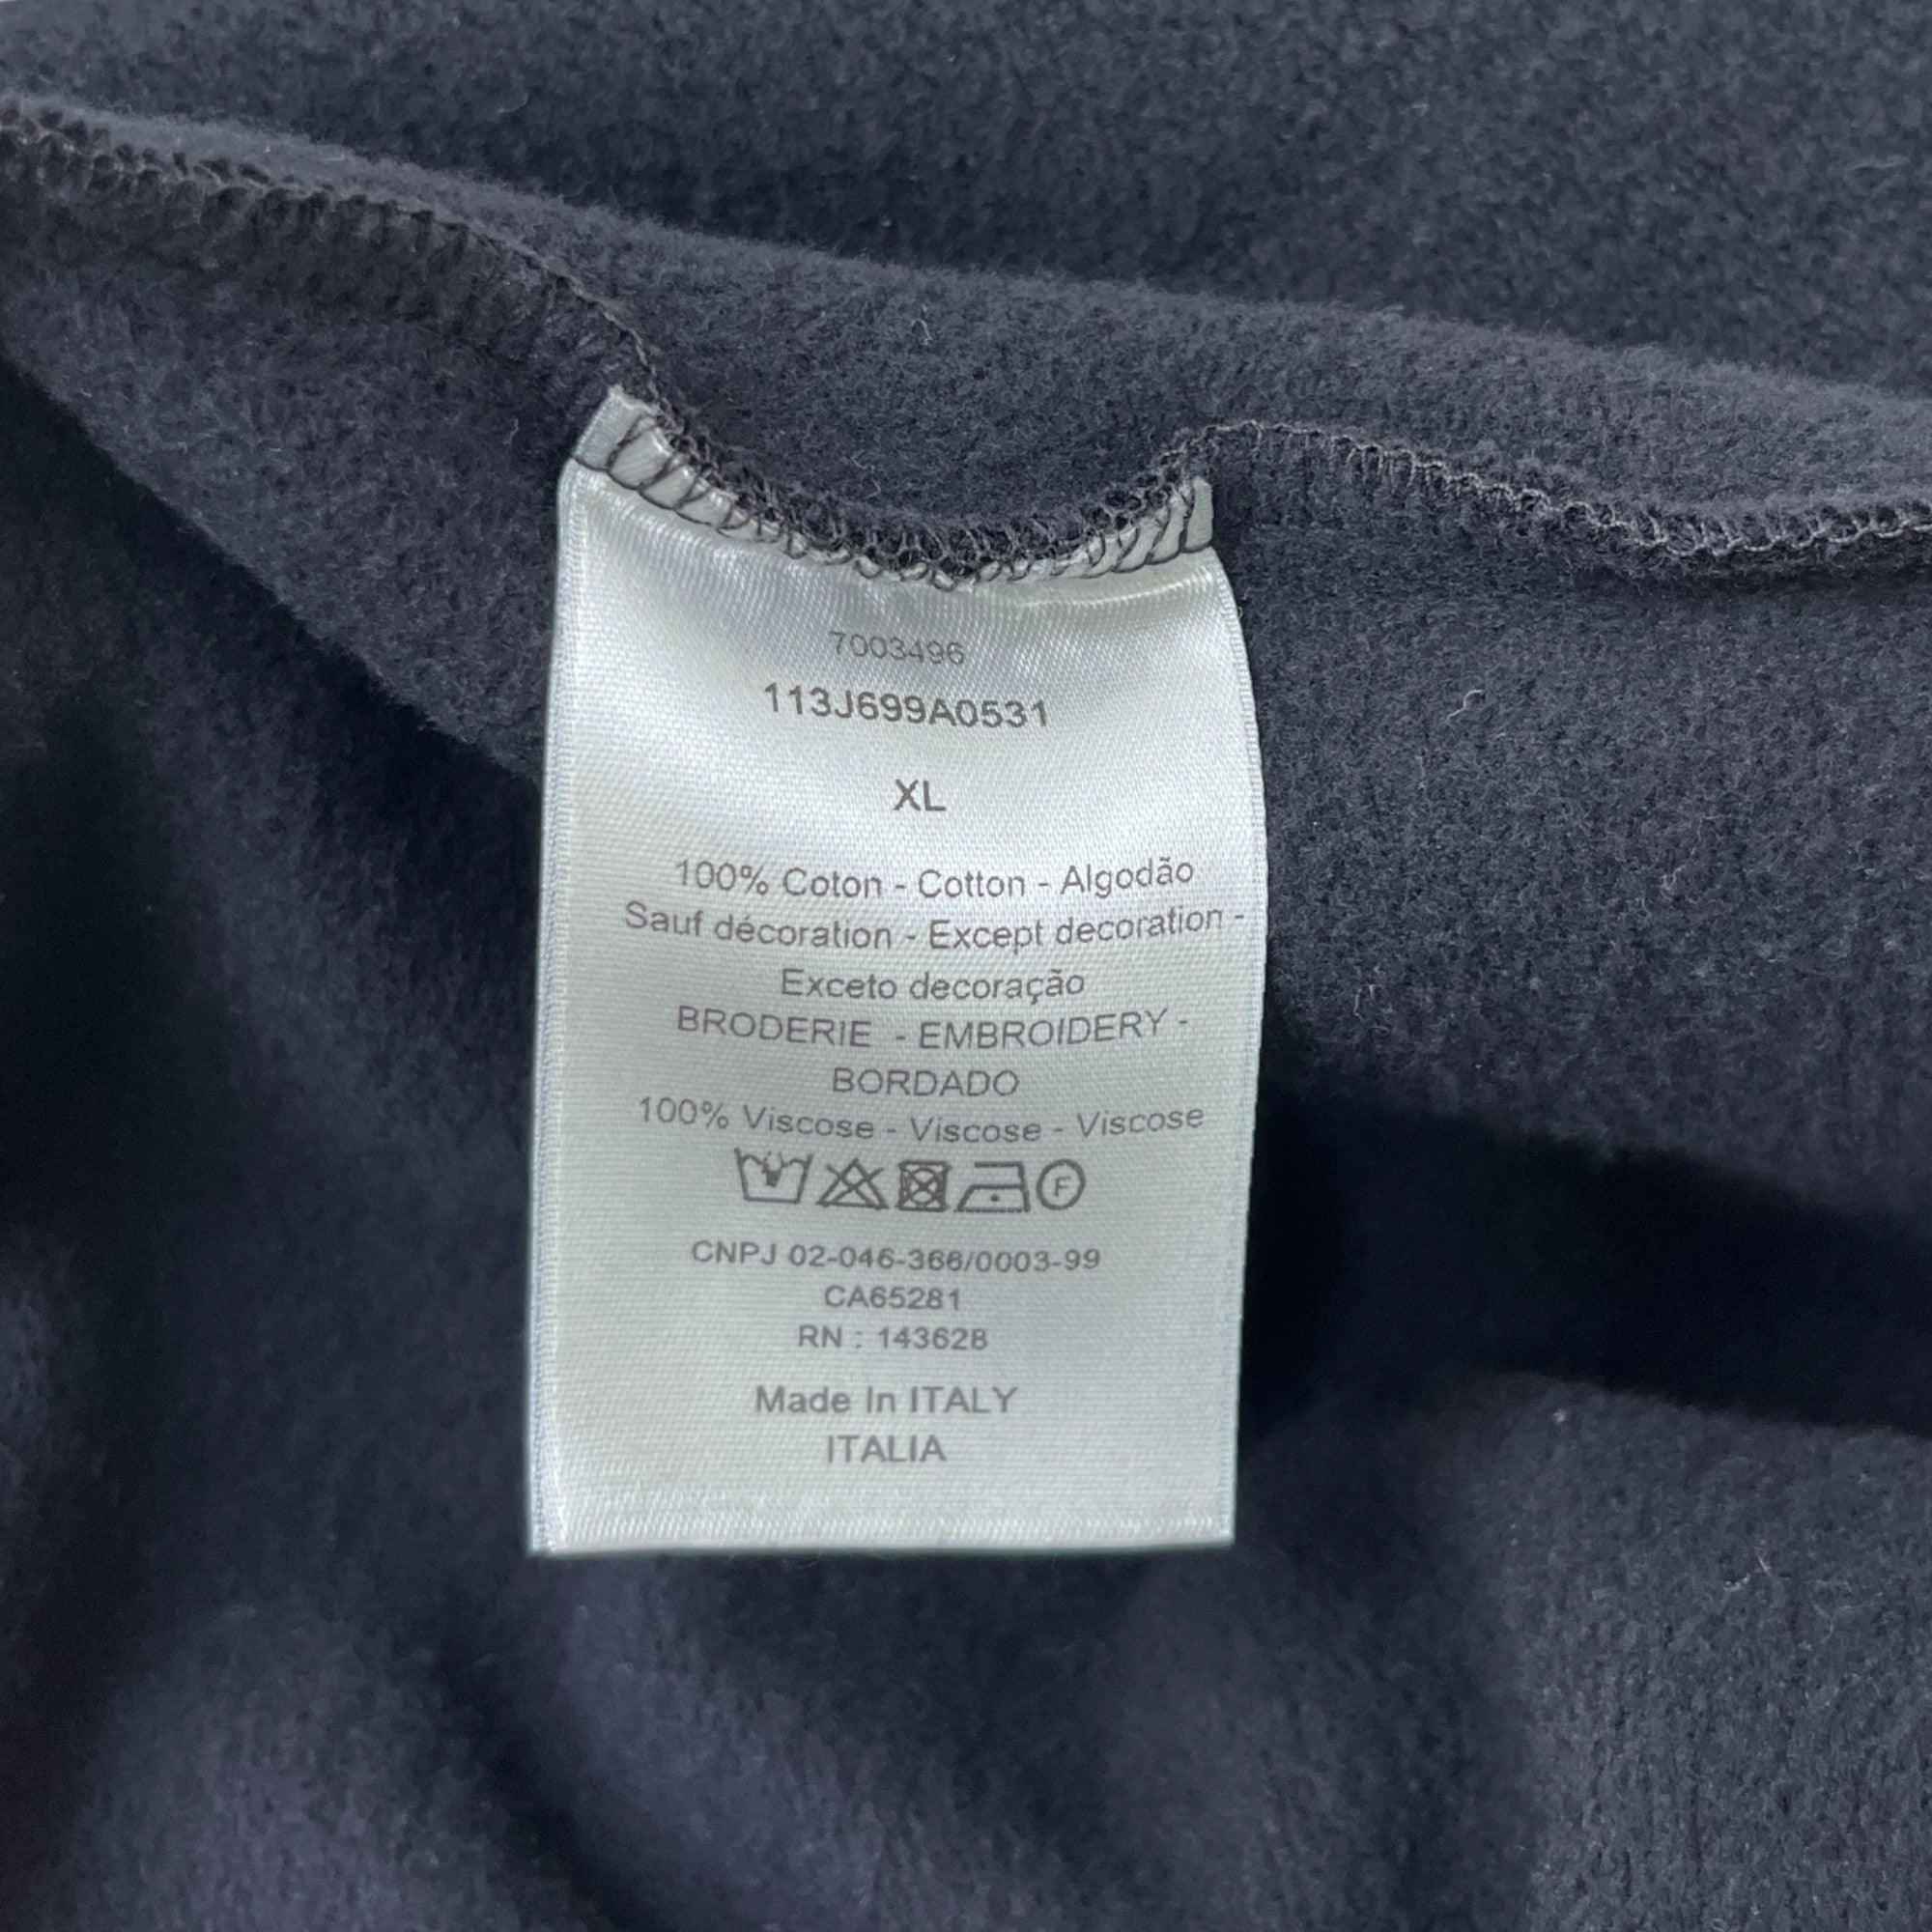 7003496
113J699A0531
XL
100% Coton - Cotton - Algodão
Sauf décoration - Except decoration -
Exceto decoração
BRODERIE - EMBROIDERY -
BORDADO
100% Viscose - Viscose - Viscose
F
CNPJ 02-046-366/0003-99
CA65281
RN : 143628
Made In ITALY
ITALIA